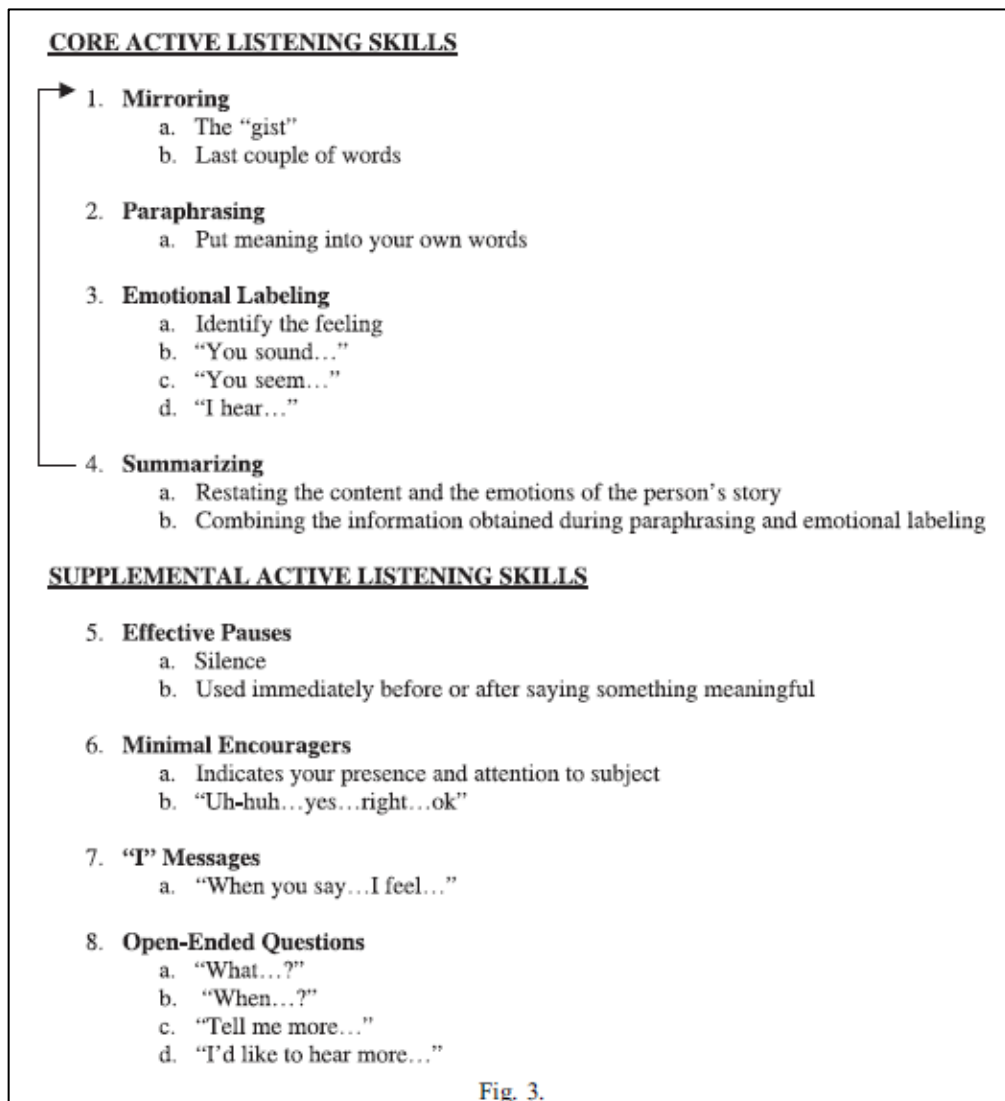 CORE ACTIVE LISTENING SKILLS
1. Mirroring
a. The “gist”
b. Last couple of words
2. Paraphrasing
a. Put meaning into your own words
3. Emotional Labeling
a. Identify the feeling
b. “You sound…”
c. “You seem…”
d. “I hear…”
4. Summarizing
a. Restating the content and the emotions of the person’s story
b. Combining the information obtained during paraphrasing and emotional labeling
SUPPLEMENTAL ACTIVE LISTENING SKILLS
5. Effective Pauses
a. Silence
b. Used immediately before or after saying something meaningful
6. Minimal Encouragers
a. Indicates your presence and attention to subject
b. “Uh-huh…yes…right…ok”
7. “I” Messages
a. “When you say…I feel…”
8. Open-Ended Questions
a. “What…?”
b. “When…?”
c. “Tell me more…”
d. “I’d like to hear more…”
Fig. 3.